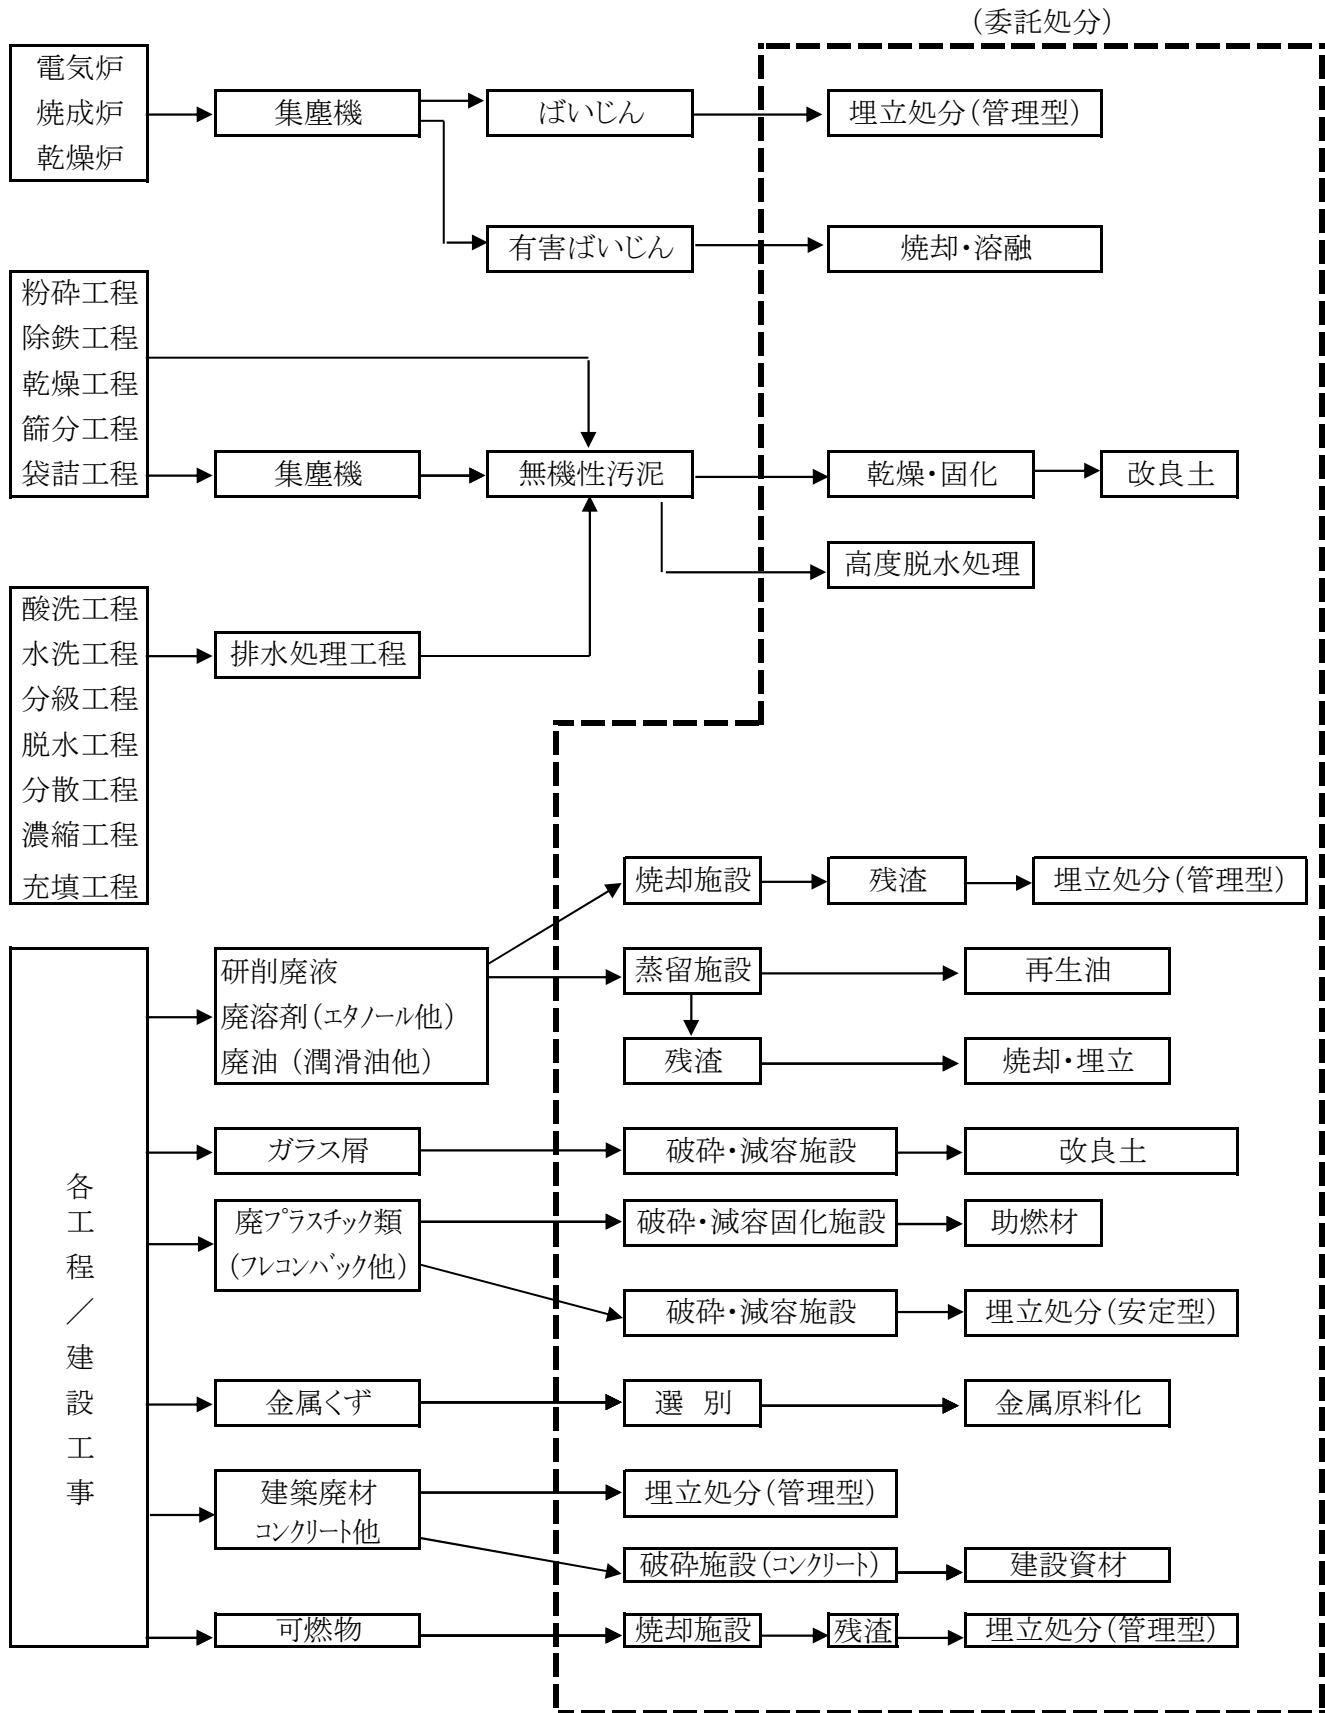 (委託処分)
電気炉
焼成炉
乾燥炉
集塵機
ばいじん
埋立処分(管理型)
有害ばいじん
焼却・溶融
粉砕工程
除鉄工程
乾燥工程
篩分工程
袋詰工程
集塵機
無機性汚泥
乾燥・固化
改良土
高度脱水処理
酸洗工程
水洗工程
分級工程
脱水工程
分散工程
濃縮工程
充填工程
排水処理工程
焼却施設
残渣
埋立処分(管理型)
各工程/建設工事
研削廃液
廃溶剤(エタノール他)
廃油 (潤滑油他)
蒸留施設
再生油
残渣
焼却・埋立
ガラス屑
破砕・減容施設
改良土
廃プラスチック類
(フレコンバック他)
破砕・減容固化施設
助燃材
破砕・減容施設
埋立処分(安定型)
金属くず
選 別
金属原料化
建築廃材
コンクリート他
埋立処分(管理型)
破砕施設(コンクリート)
建設資材
可燃物
焼却施設
残渣
埋立処分(管理型)